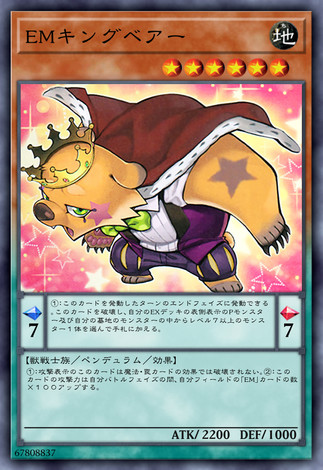 EMキングベアー
地
①:このカードを発動したターンのエンドフェイズに発動できる
。このカードを破壊し、自分のEXデッキの表側表示のPモンスタ
ー及び自分の墓地のモンスターの中からレベル7以上のモンス
ター1体を選んで手札に加える。
7
7
【獣戦士族/ペンデュラム/効果】
①:攻撃表示のこのカードは魔法・罠カードの効果では破壊されない。②:こ
のカードの攻撃力は自分バトルフェイズの間、自分フィールドの「EM」カードの数
×100アップする。
ATK/ 2200 DEF/1000
67808837